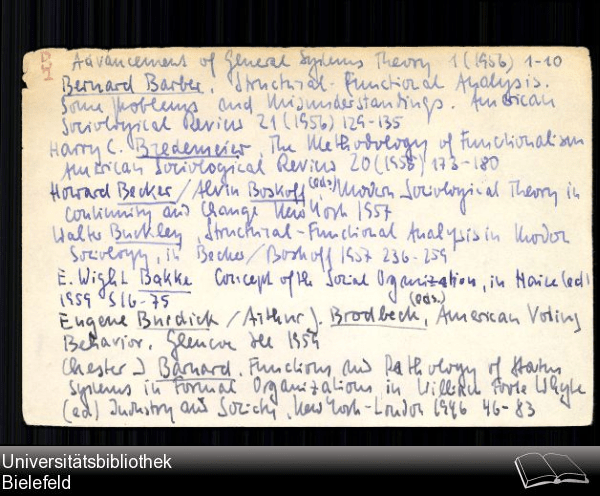 Advancement of General Systems Theory 1 (1956) 1-10
Bernard Barber, Structural-Functional Analysis.
Some Problems and Misunderstandings. American
Sociological Review 21 (1956) 129-135
Harry C. Bredemeier, The Methodology of Functionalism
American Sociological Review 20 (1955) 173-180
Howard Becker / Alvin Boskoff (eds.) Modern Sociological Theory in
Continuity and Change New York 1957
Walter Buckley, Structural-Functional Analysis in Modern
Sociology, in Becker/Boskoff 1957 236-259
E. Wight Bakke Concept of the Social Organization, in Haire (ed)
1959 S16-75
Eugene Burdick / Arthur J. Brodbeck, (eds.) American Voting
Behavior. Glencoe Ill 1959
Chester J Barnard. Functions and Pathology of Status
Systems in Formal Organizations, in William Foote Whyte
(ed) Industry and Society, New York-London 1946 46-83
Universitätsbibliothek
Bielefeld